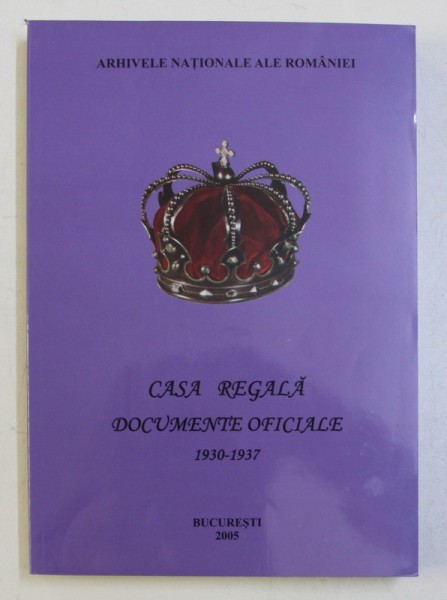 ARHIVELE NAȚIONALE ALE ROMÂNIEI
CASA REGALĂ
DOCUMENTE OFICIALE
1930-1937
BUCUREȘTI
2005